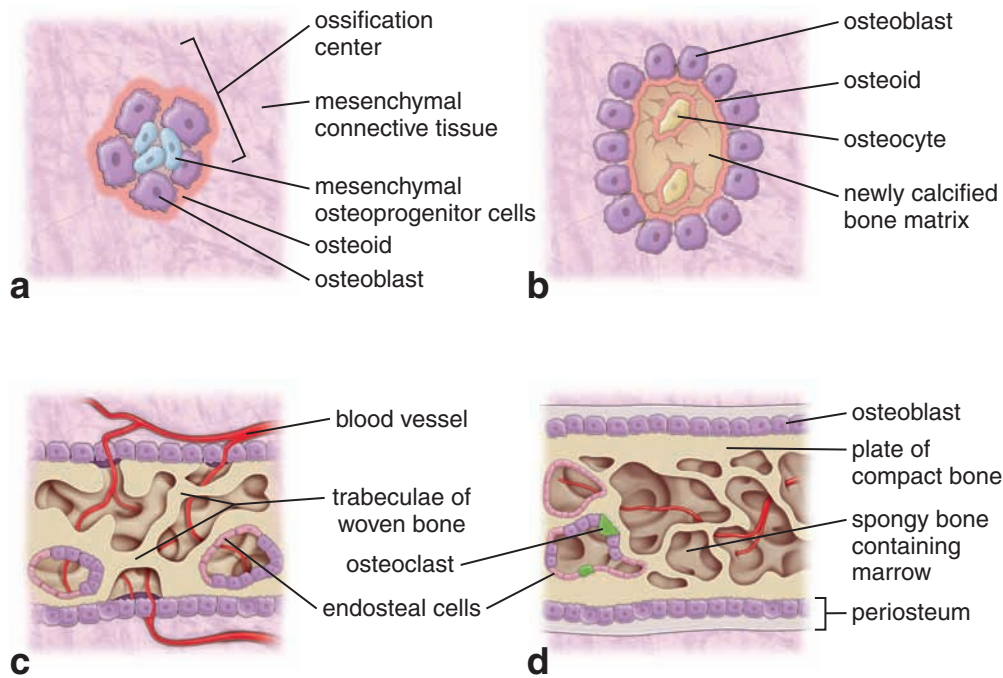 ossification
center
mesenchymal
connective tissue
mesenchymal
osteoprogenitor cells
osteoid
osteoblast
a
osteoblast
osteoid
osteocyte
newly calcified
bone matrix
b
blood vessel
trabeculae of
woven bone
osteoclast
endosteal cells
c
osteoblast
plate of
compact bone
spongy bone
containing
marrow
periosteum
d